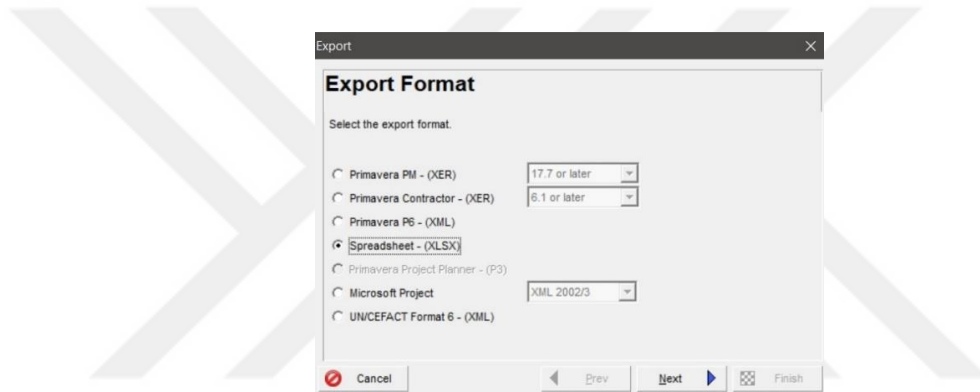 Export
Export Format
Select the export format.
Primavera PM - (XER) 17.7 or later
Primavera Contractor - (XER) 6.1 or later
Primavera P6 - (XML)
Spreadsheet - (XLSX)
Primavera Project Planner - (P3)
Microsoft Project XML 2002/3
UN/CEFACT Format 6 - (XML)
Cancel Prev Next Finish